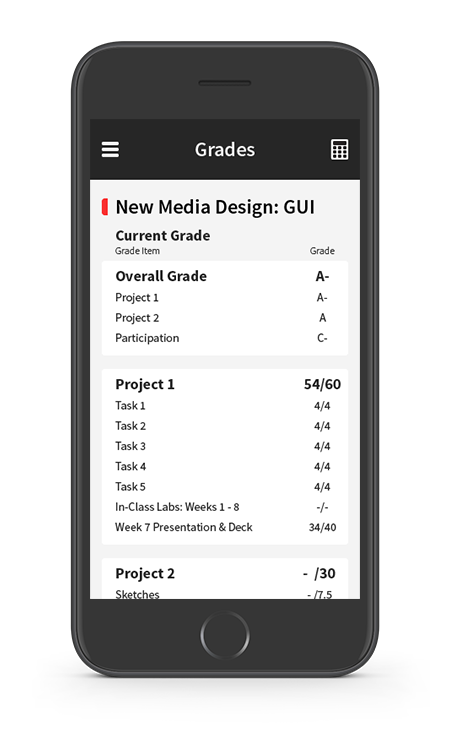 Grades
New Media Design: GUI
Current Grade
Grade Item Grade
Overall Grade A-
Project 1 A-
Project 2 A
Participation C-
Project 1 54/60
Task 1 4/4
Task 2 4/4
Task 3 4/4
Task 4 4/4
Task 5 4/4
In-Class Labs: Weeks 1 - 8 -/-
Week 7 Presentation & Deck 34/40
Project 2 - /30
Sketches - /7.5